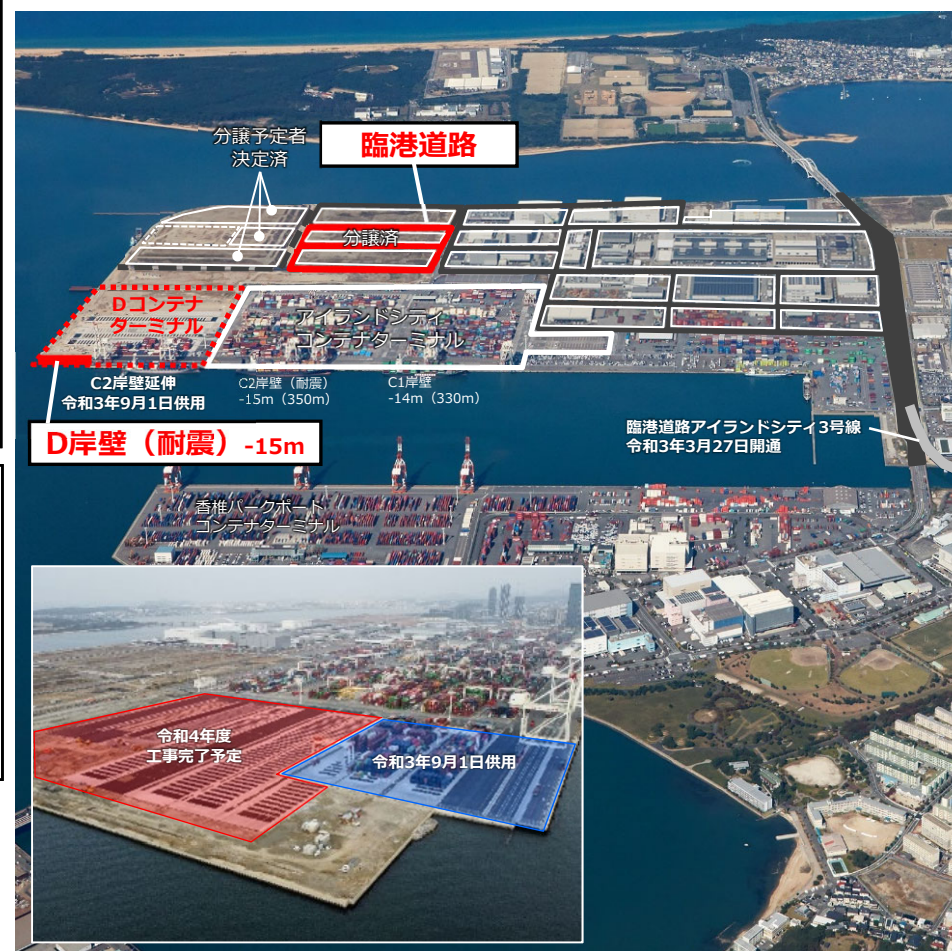 分譲予定者
決定済
臨港道路
分譲済
Dコンテナ
ターミナル
アイランドシティ
コンテナターミナル
C2岸壁延伸
令和3年9月1日供用
C2岸壁（耐震）
-15m（350m）
C1岸壁
-14m（330m）
D岸壁（耐震）-15m
臨港道路アイランドシティ3号線
令和3年3月27日開通
香椎パークポート
コンテナターミナル
令和4年度
工事完了予定
令和3年9月1日供用